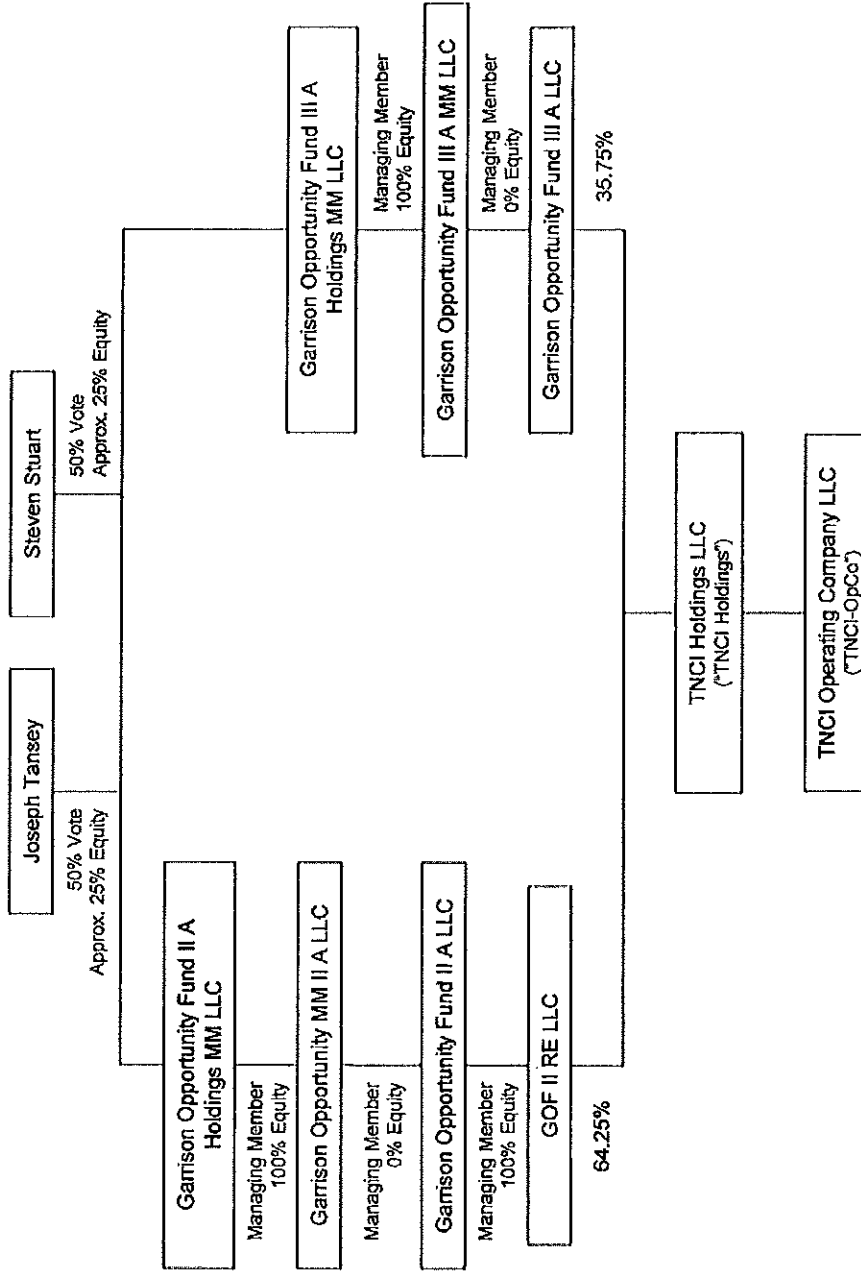 Joseph Tansey
Steven Stuart
50% Vote
Approx. 25% Equity
50% Vote
Approx. 25% Equity
Garrison Opportunity Fund II A
Holdings MM LLC
Managing Member
100% Equity
Garrison Opportunity MM II A LLC
Managing Member
0% Equity
Garrison Opportunity Fund II A LLC
Managing Member
100% Equity
GOF II RE LLC
64.25%
Garrison Opportunity Fund III A
Holdings MM LLC
Managing Member
100% Equity
Garrison Opportunity Fund III A MM LLC
Managing Member
0% Equity
Garrison Opportunity Fund III A LLC
35.75%
TNCI Holdings LLC
("TNCI Holdings")
TNCI Operating Company LLC
("TNCI-OpCo")